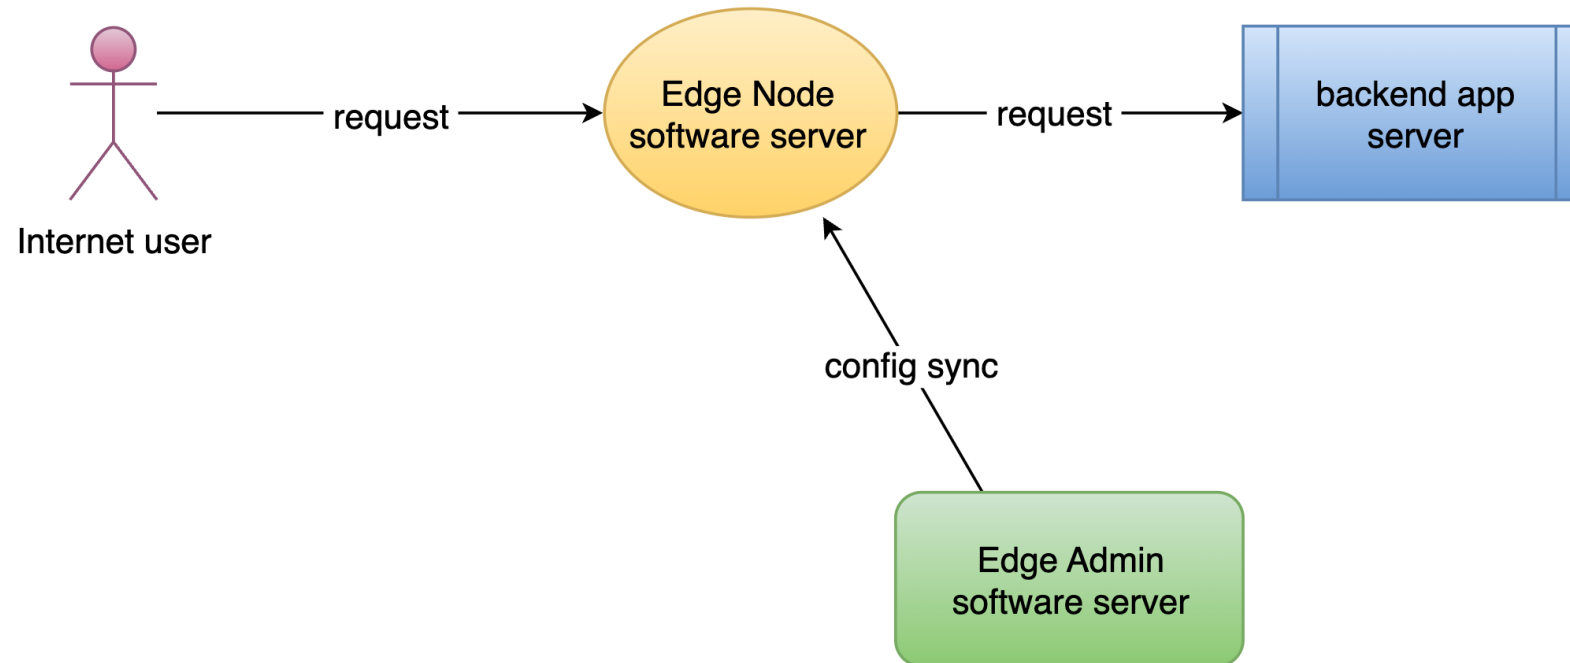 request
Edge Node
software server
request
backend app
server
Internet user
config sync
Edge Admin
software server